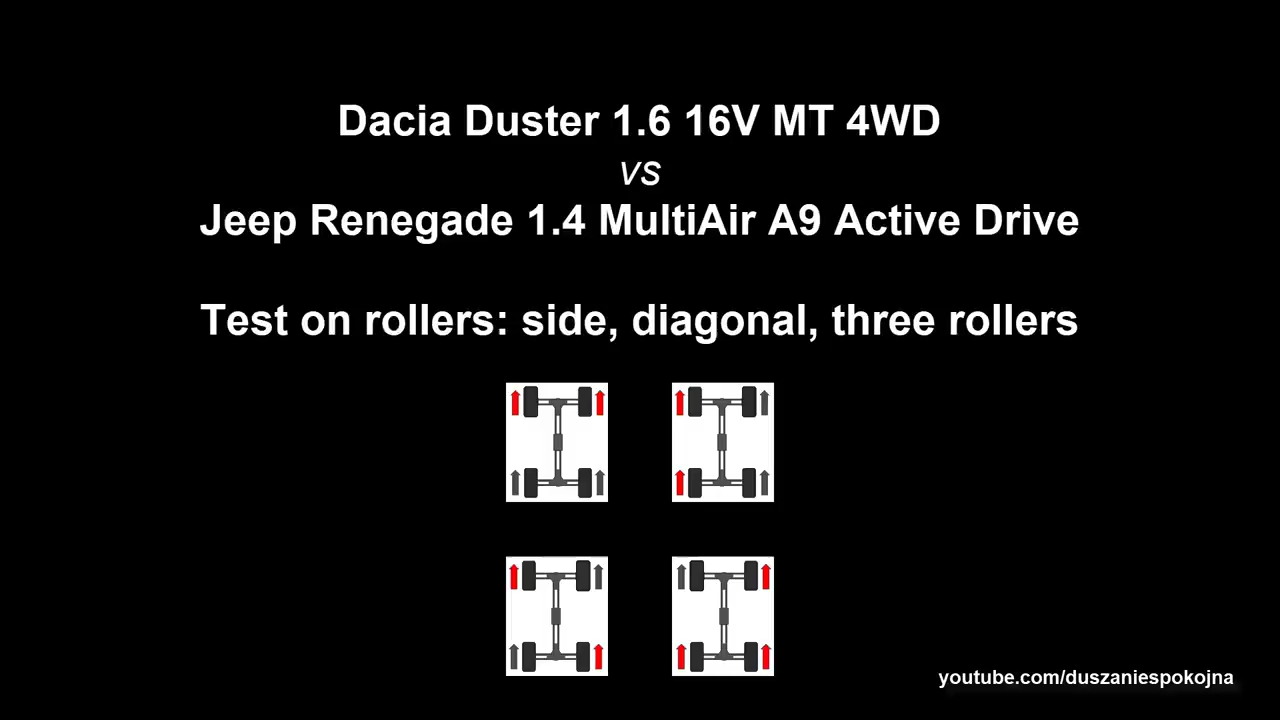 Dacia Duster 1.6 16V MT 4WD
vs
Jeep Renegade 1.4 MultiAir A9 Active Drive
Test on rollers: side, diagonal, three rollers
youtube.com/duszaniespokojna